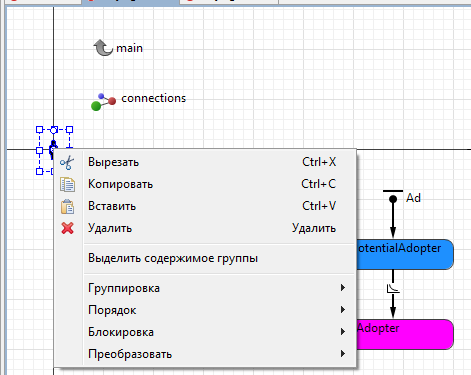 main
connections
Вырезать Ctrl+X
Копировать Ctrl+C
Вставить Ctrl+V
Удалить Удалить
Выделить содержимое группы
Группировка
Порядок
Блокировка
Преобразовать
Ad
otentialAdopter
Adopter